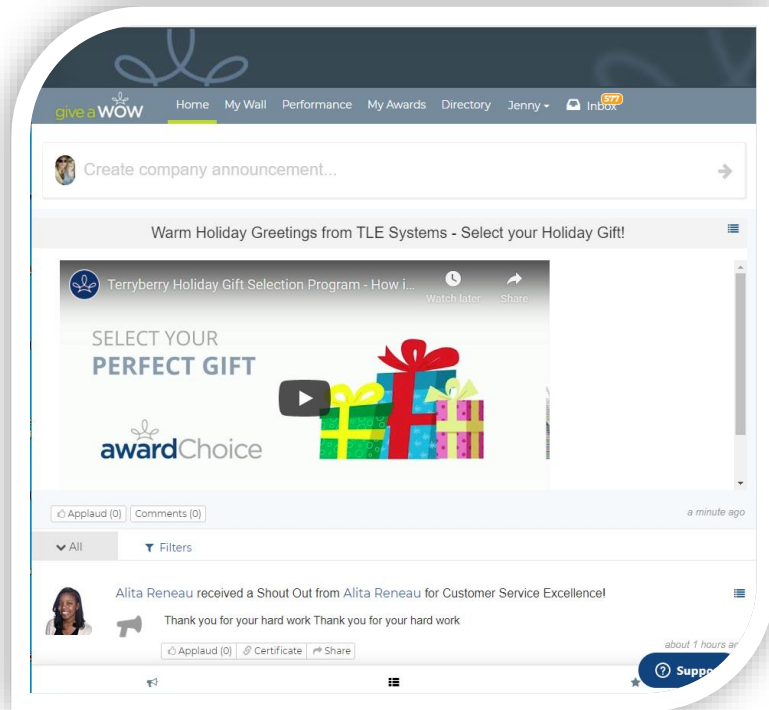 give a WOW
Home My Wall Performance My Awards Directory Jenny Inbox 577
Create company announcement...
Warm Holiday Greetings from TLE Systems - Select your Holiday Gift!
Terryberry Holiday Gift Selection Program - How i...
Watch later Share
SELECT YOUR
PERFECT GIFT
awardChoice
Applaud (0) Comments (0) a minute ago
All Filters
Alita Reneau received a Shout Out from Alita Reneau for Customer Service Excellence!
Thank you for your hard work Thank you for your hard work
Applaud (0) Certificate Share about 1 hours